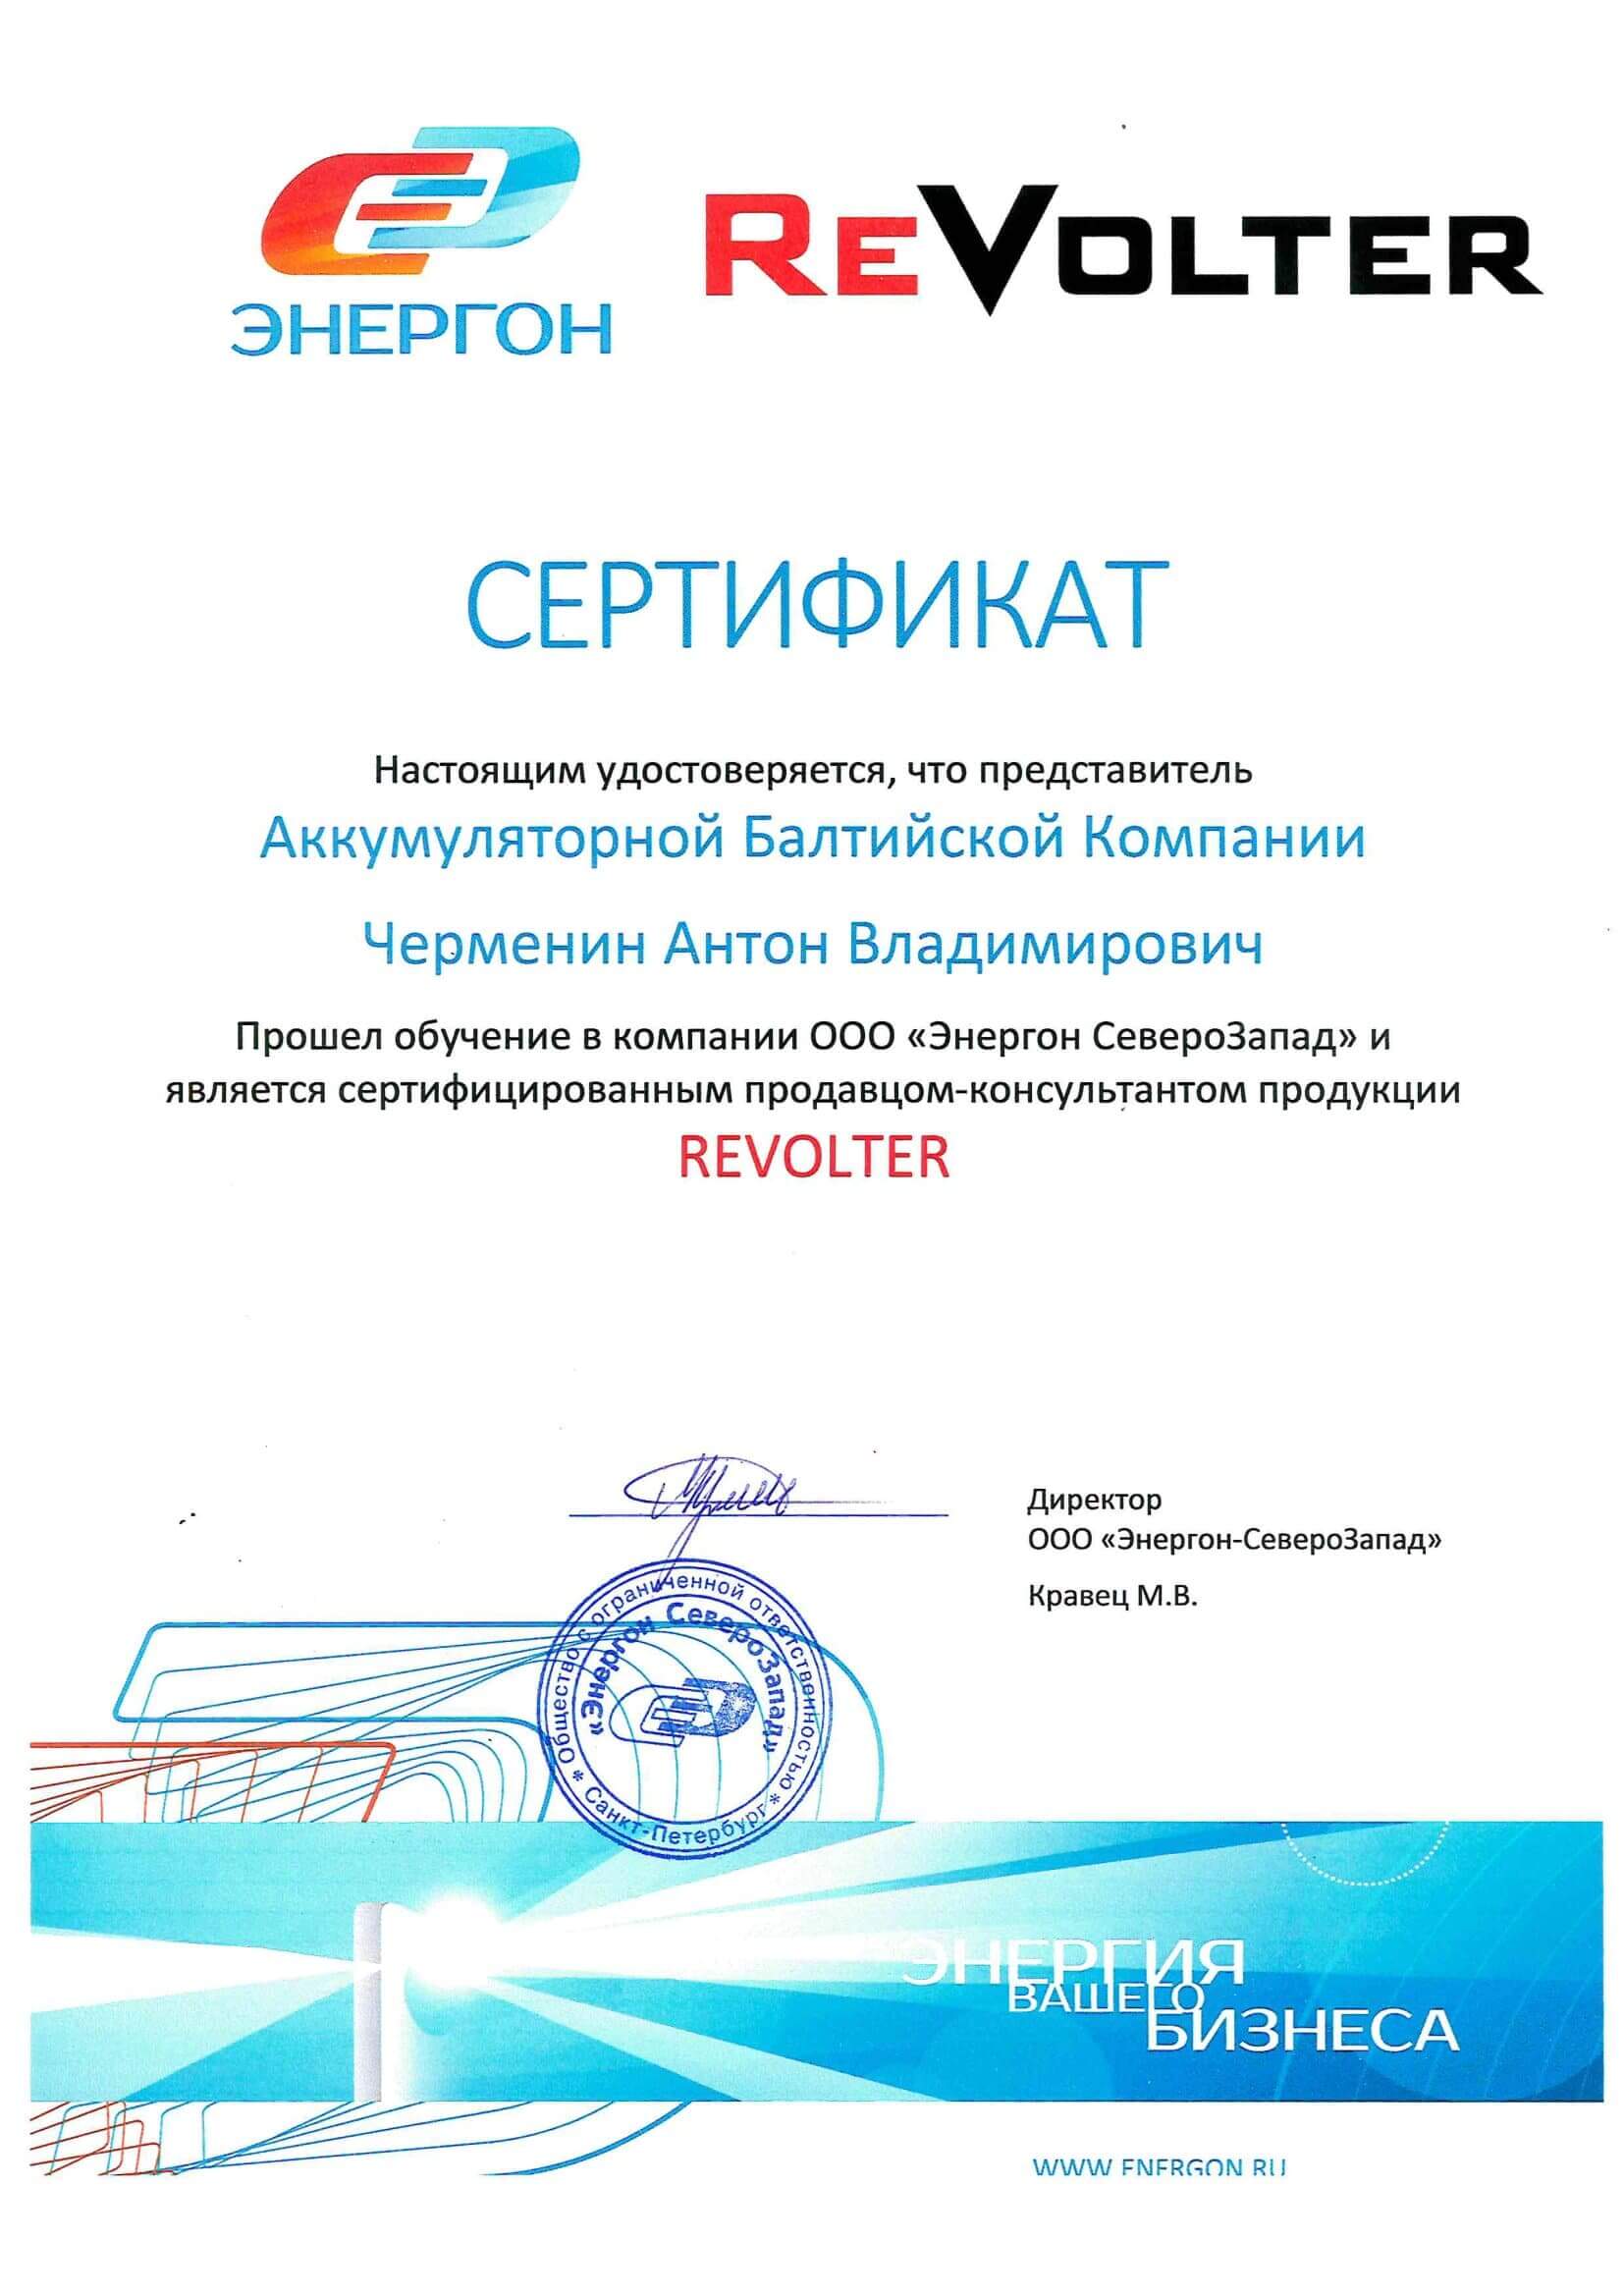 ЭНЕРГОН
REVOLTER
СЕРТИФИКАТ
Настоящим удостоверяется, что представитель
Аккумуляторной Балтийской Компании
Черменин Антон Владимирович
Прошел обучение в компании ООО «Энергон СевероЗапад» и
является сертифицированным продавцом-консультантом продукции
REVOLTER
Директор
ООО «Энергон-СевероЗапад»
Кравец М.В.
Общество с ограниченной ответственностью
«Энергон СевероЗапад»
* Санкт-Петербург *
ЭНЕРГИЯ
ВАШЕГО
БИЗНЕСА
WWW.ENERGON.RU